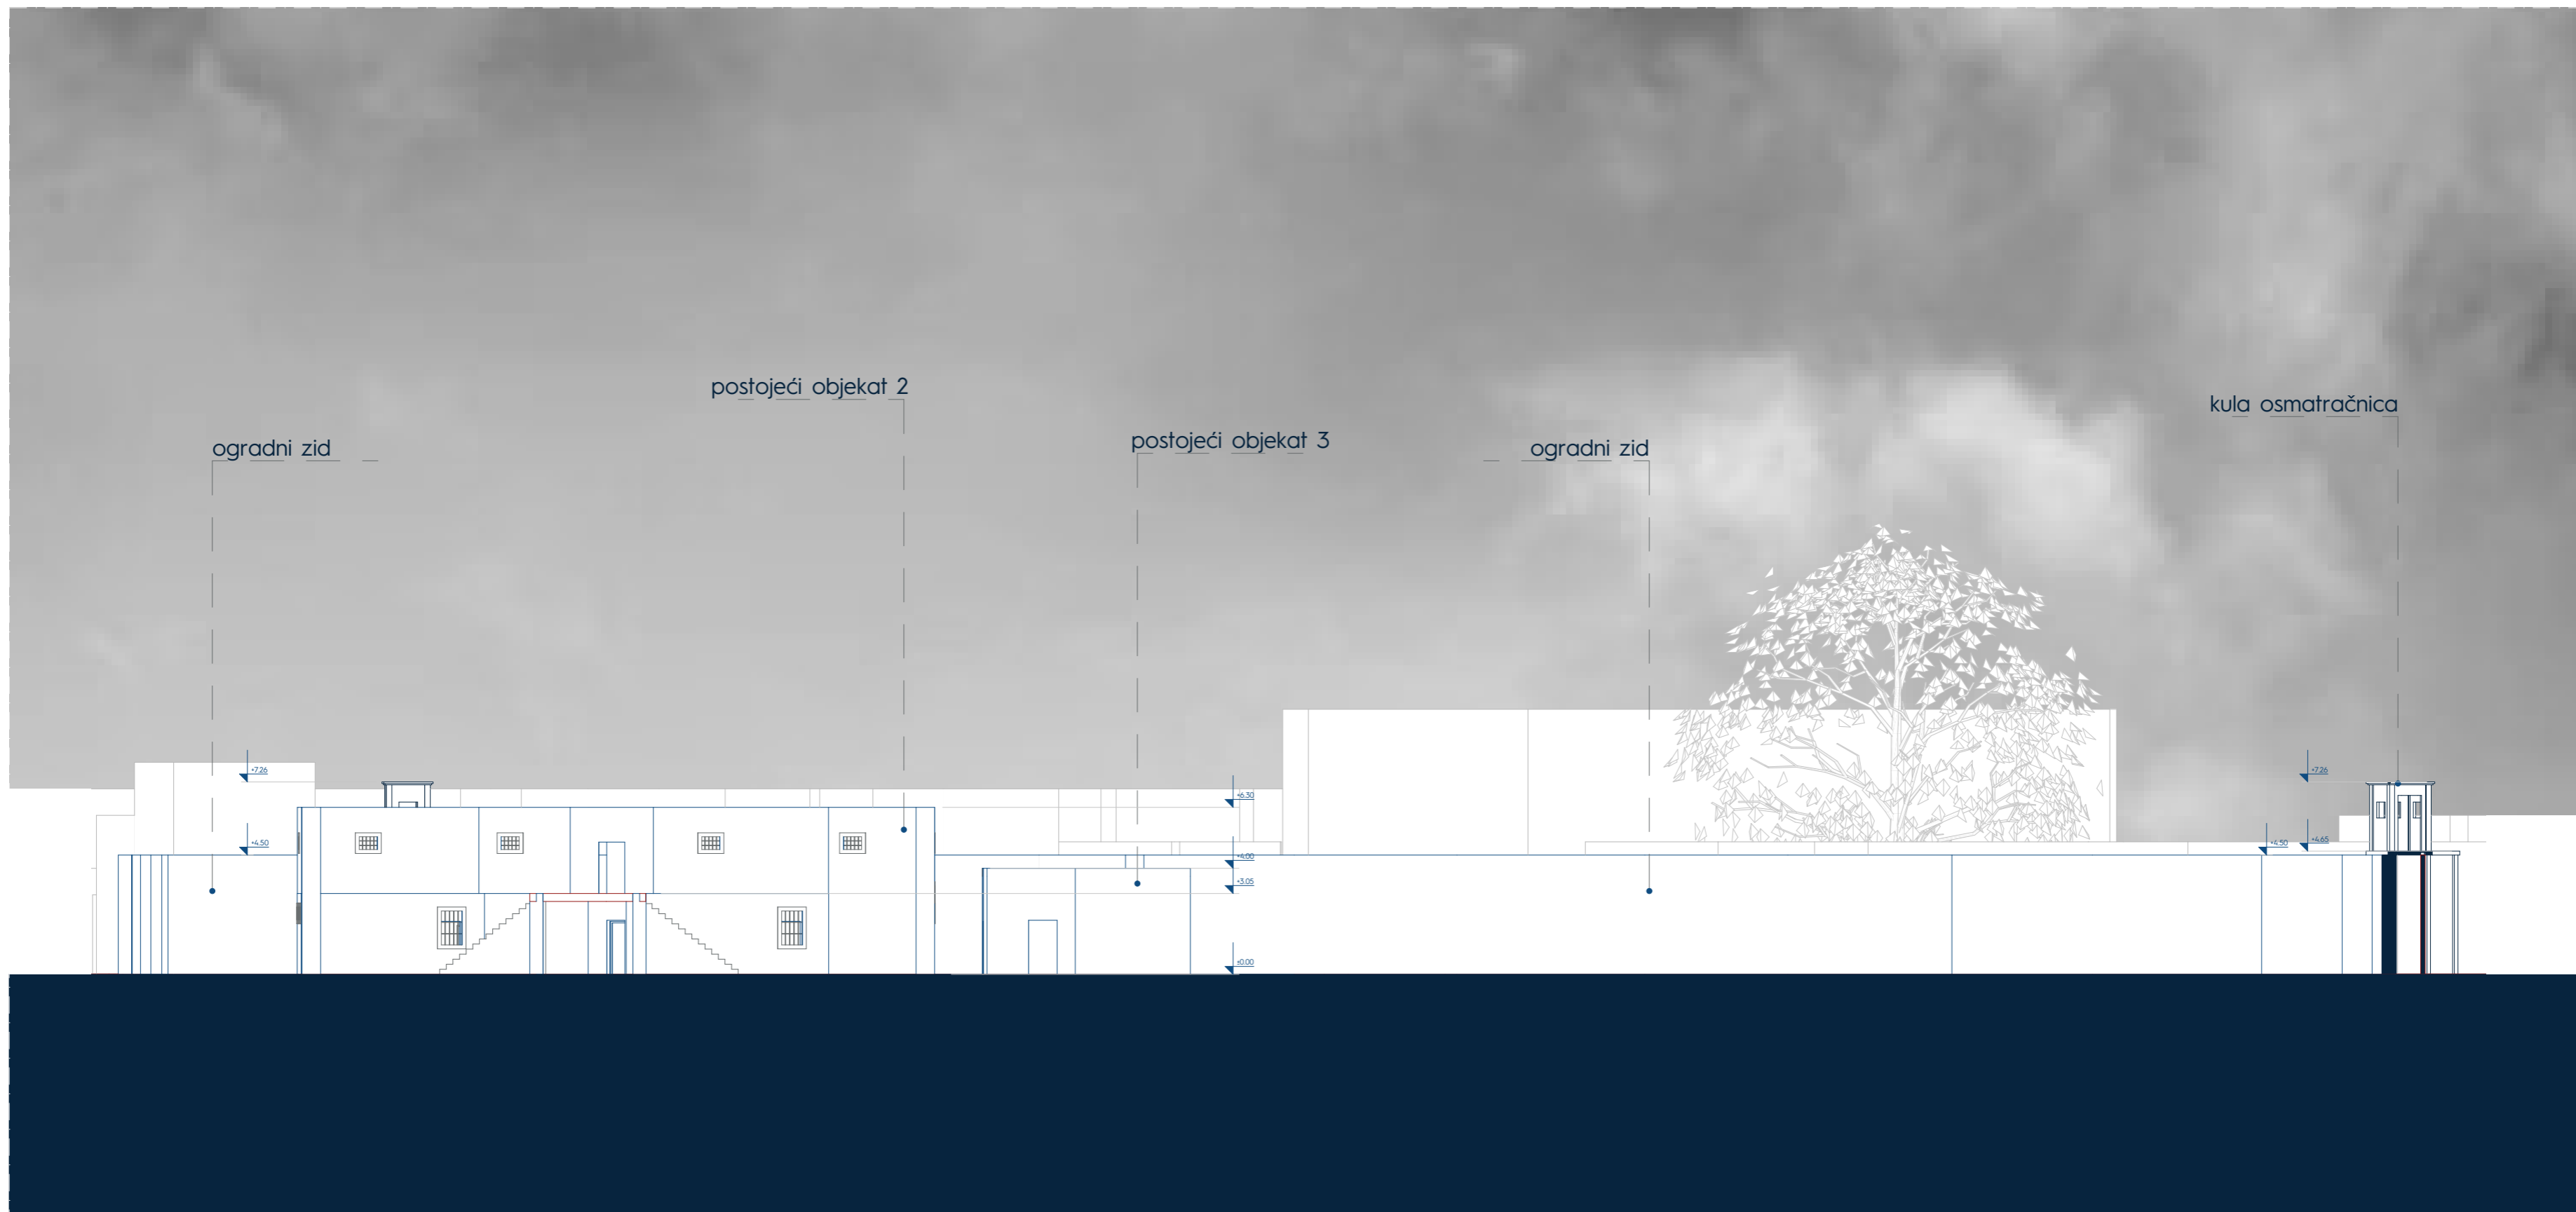 postojeći objekat 2
kula osmatračnica
postojeći objekat 3
ogradni zid
ogradni zid
+7.26
+7.26
+6.30
+4.50
+4.50
+4.65
+4.00
+3.05
±0.00